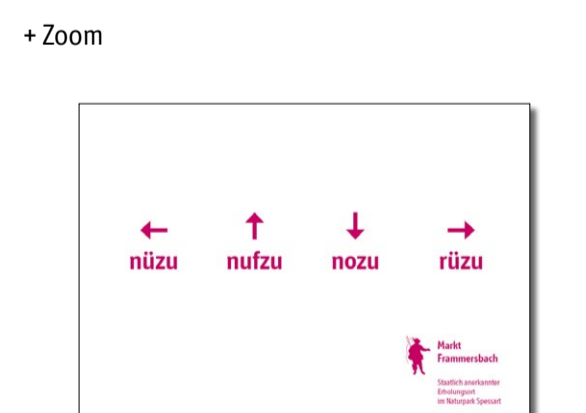 + Zoom
nüzu nufzu nozu rüzu
Markt
Frammersbach
Staatlich anerkannter
Erholungsort
im Naturpark Spessart